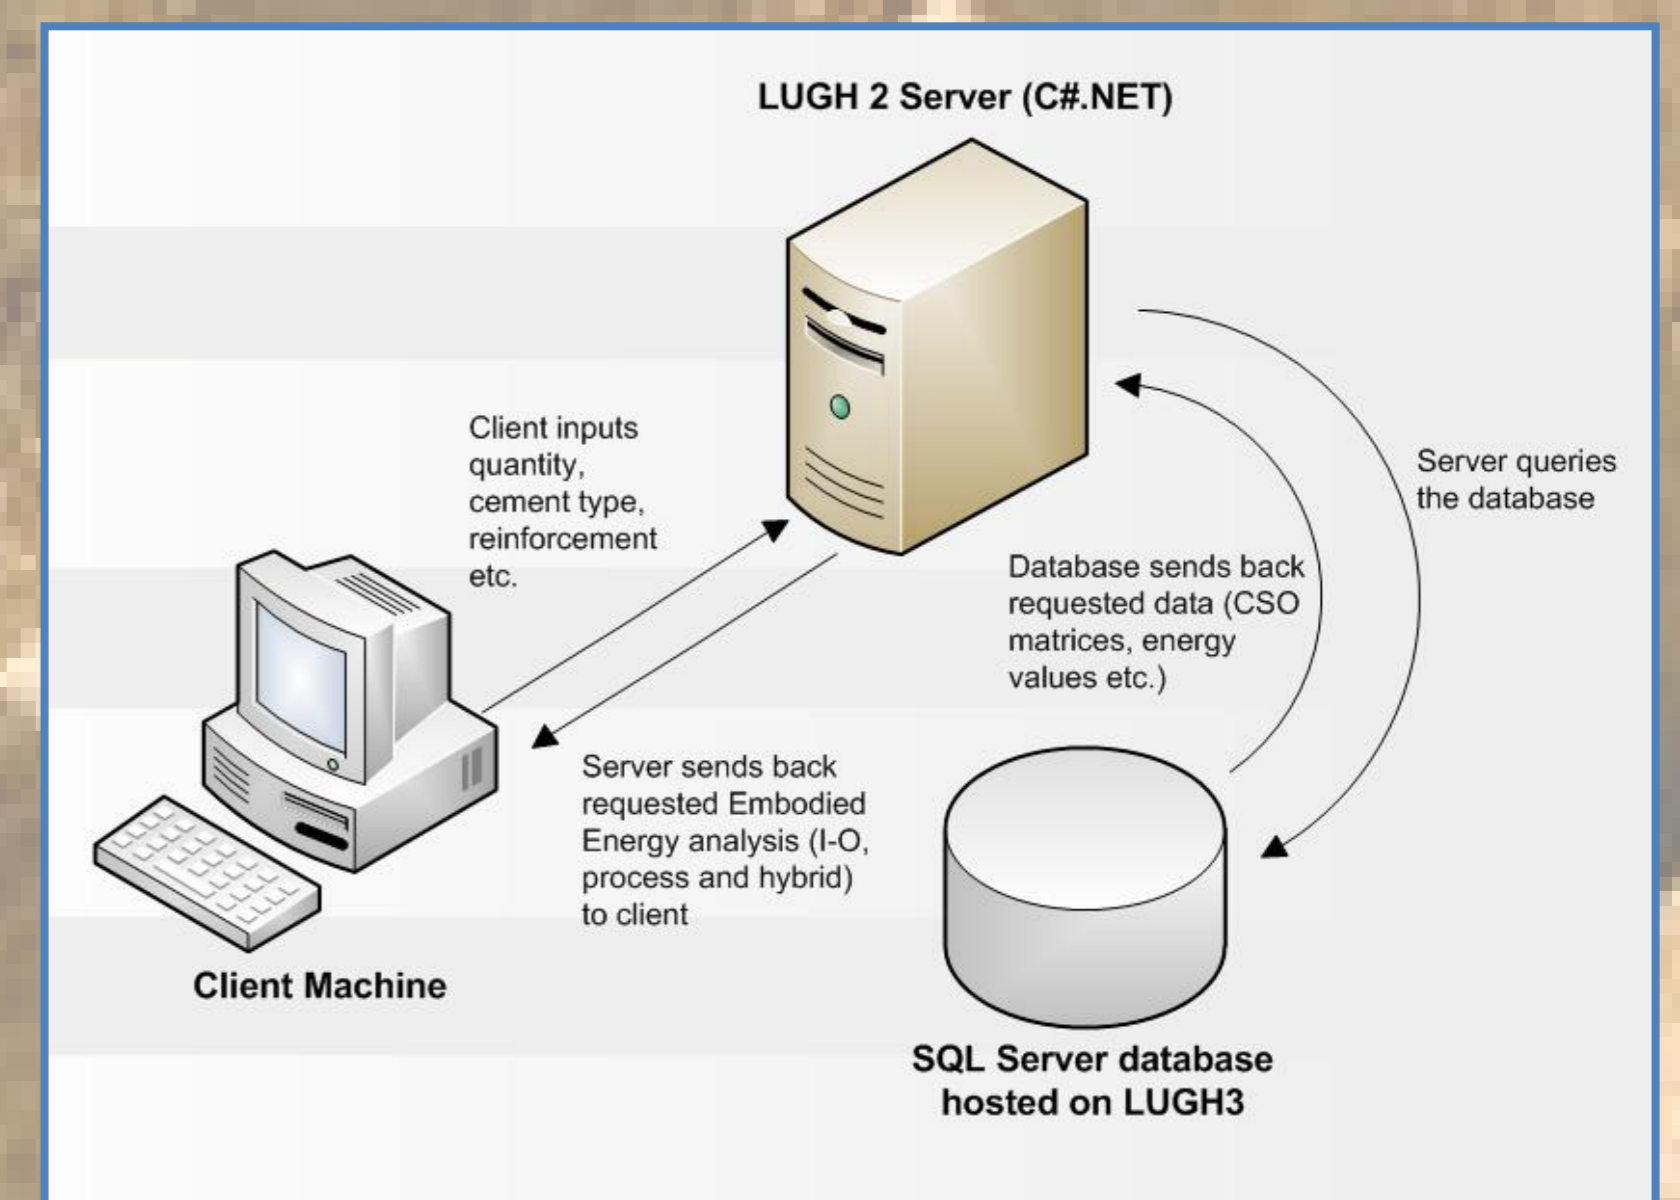 LUGH 2 Server (C#.NET)
Client inputs
quantity,
cement type,
reinforcement
etc.
Server queries
the database
Database sends back
requested data (CSO
matrices, energy
values etc.)
Server sends back
requested Embodied
Energy analysis (I-O,
process and hybrid)
to client
Client Machine
SQL Server database
hosted on LUGH3